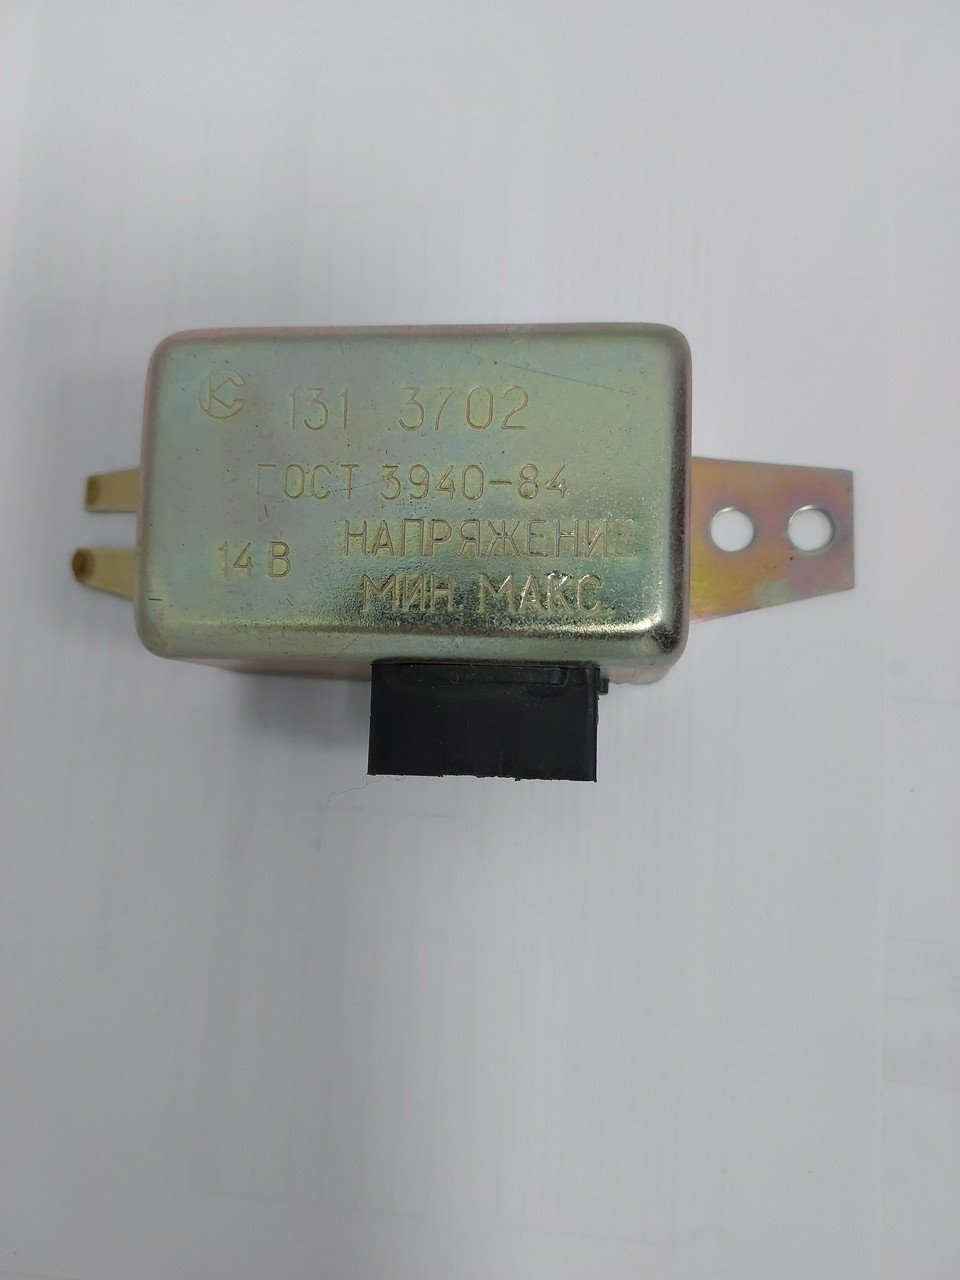 131.3702
ГОСТ 3940-84
НАПРЯЖЕНИЕ
14 В
МИН. МАКС.